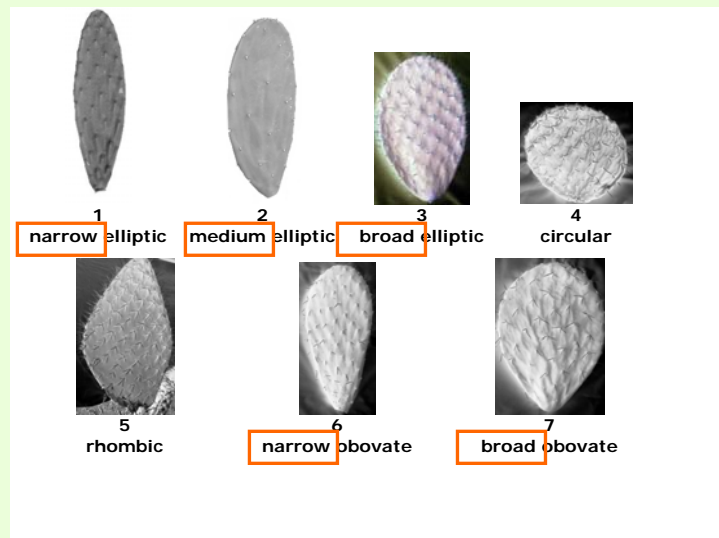 1 2 3 4
narrow elliptic medium elliptic broad elliptic circular
5 6 7
rhombic narrow obovate broad obovate